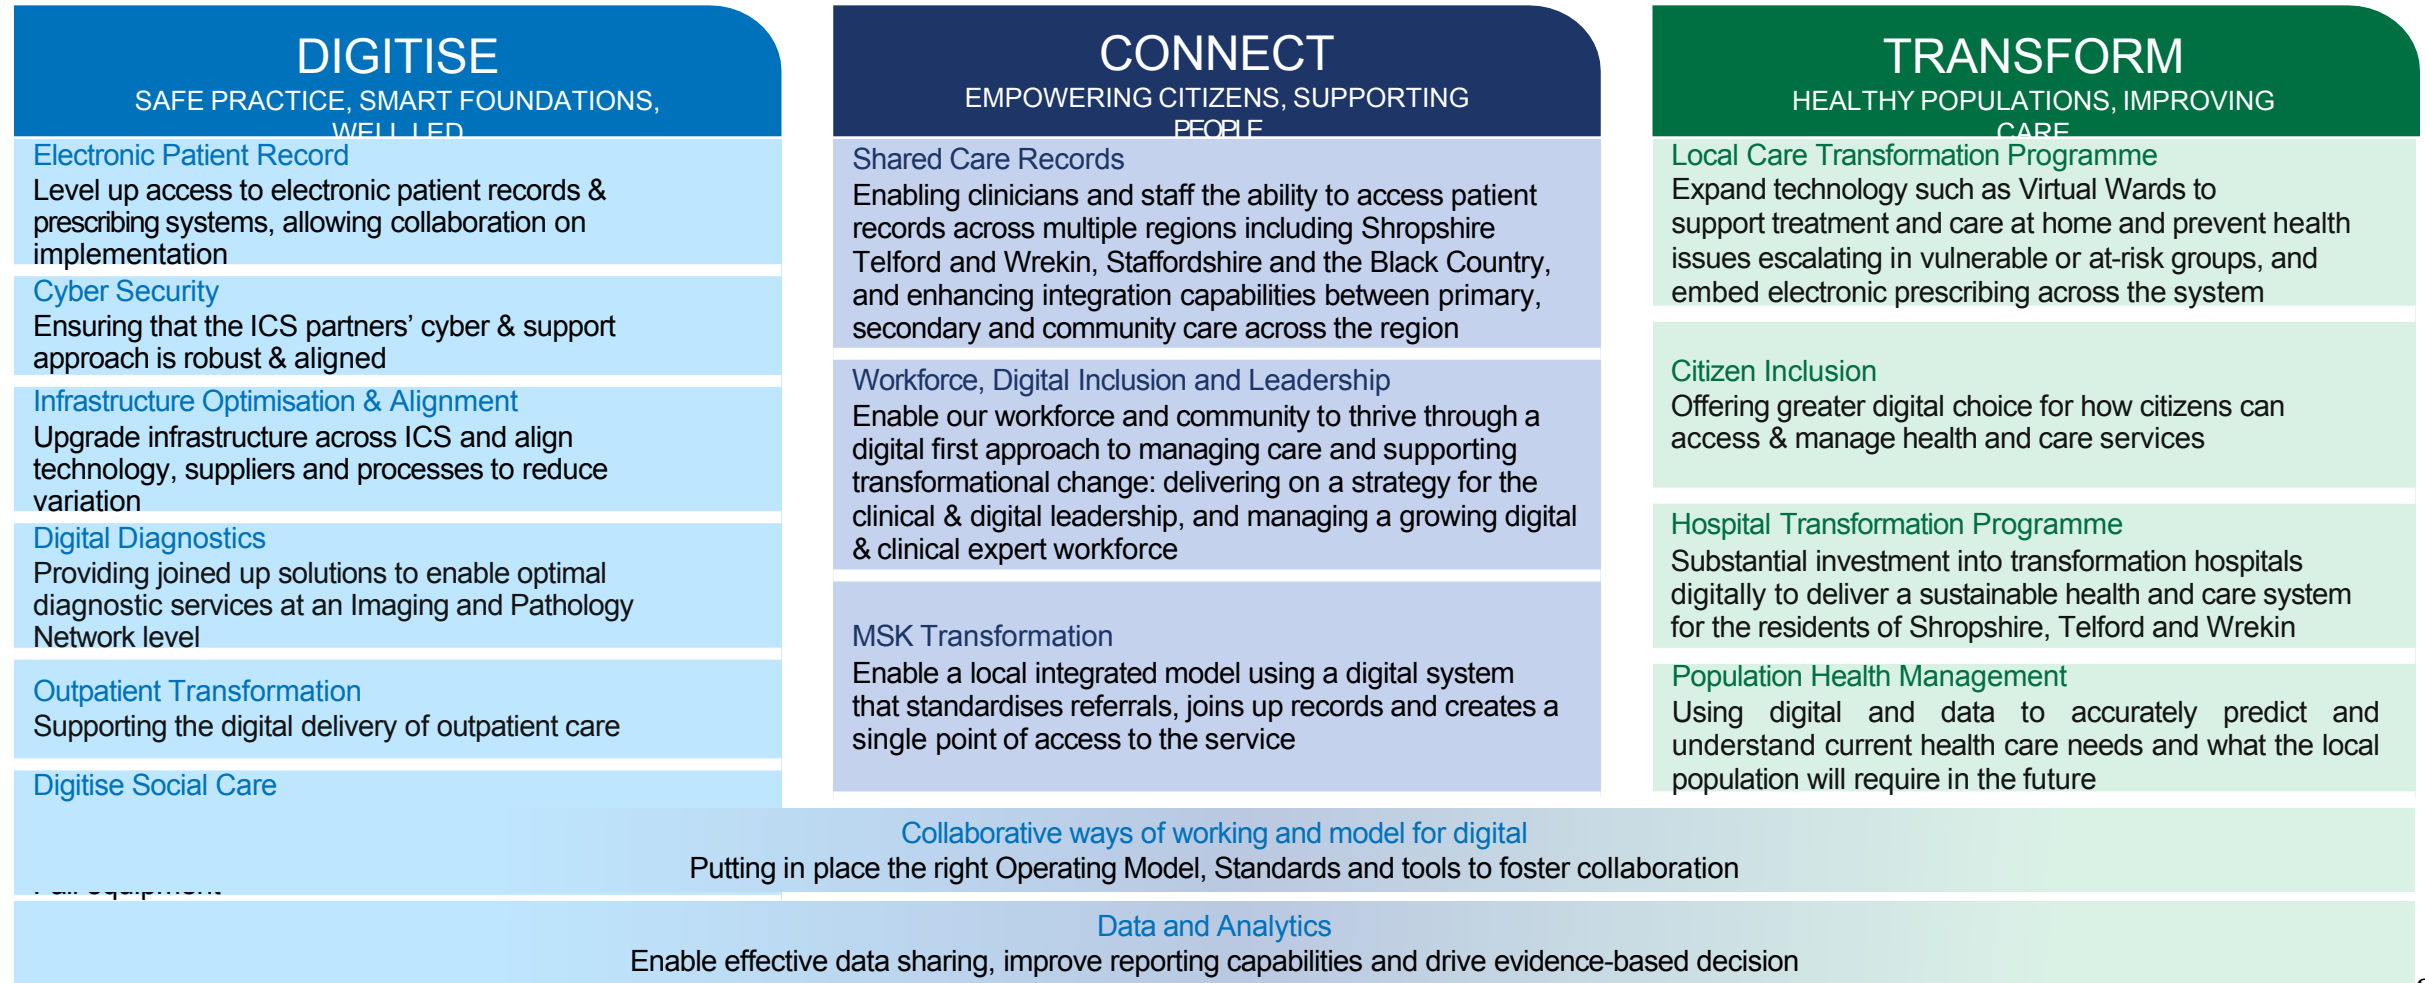 DIGITISE
SAFE PRACTICE, SMART FOUNDATIONS,
WELL LED
Electronic Patient Record
Level up access to electronic patient records &
prescribing systems, allowing collaboration on
implementation
Cyber Security
Ensuring that the ICS partners’ cyber & support
approach is robust & aligned
Infrastructure Optimisation & Alignment
Upgrade infrastructure across ICS and align
technology, suppliers and processes to reduce
variation
Digital Diagnostics
Providing joined up solutions to enable optimal
diagnostic services at an Imaging and Pathology
Network level
Outpatient Transformation
Supporting the digital delivery of outpatient care
Digitise Social Care
equipment
CONNECT
EMPOWERING CITIZENS, SUPPORTING
PEOPLE
Shared Care Records
Enabling clinicians and staff the ability to access patient
records across multiple regions including Shropshire
Telford and Wrekin, Staffordshire and the Black Country,
and enhancing integration capabilities between primary,
secondary and community care across the region
Workforce, Digital Inclusion and Leadership
Enable our workforce and community to thrive through a
digital first approach to managing care and supporting
transformational change: delivering on a strategy for the
clinical & digital leadership, and managing a growing digital
& clinical expert workforce
MSK Transformation
Enable a local integrated model using a digital system
that standardises referrals, joins up records and creates a
single point of access to the service
TRANSFORM
HEALTHY POPULATIONS, IMPROVING
CARE
Local Care Transformation Programme
Expand technology such as Virtual Wards to
support treatment and care at home and prevent health
issues escalating in vulnerable or at-risk groups, and
embed electronic prescribing across the system
Citizen Inclusion
Offering greater digital choice for how citizens can
access & manage health and care services
Hospital Transformation Programme
Substantial investment into transformation hospitals
digitally to deliver a sustainable health and care system
for the residents of Shropshire, Telford and Wrekin
Population Health Management
Using digital and data to accurately predict and
understand current health care needs and what the local
population will require in the future
Collaborative ways of working and model for digital
Putting in place the right Operating Model, Standards and tools to foster collaboration
Data and Analytics
Enable effective data sharing, improve reporting capabilities and drive evidence-based decision